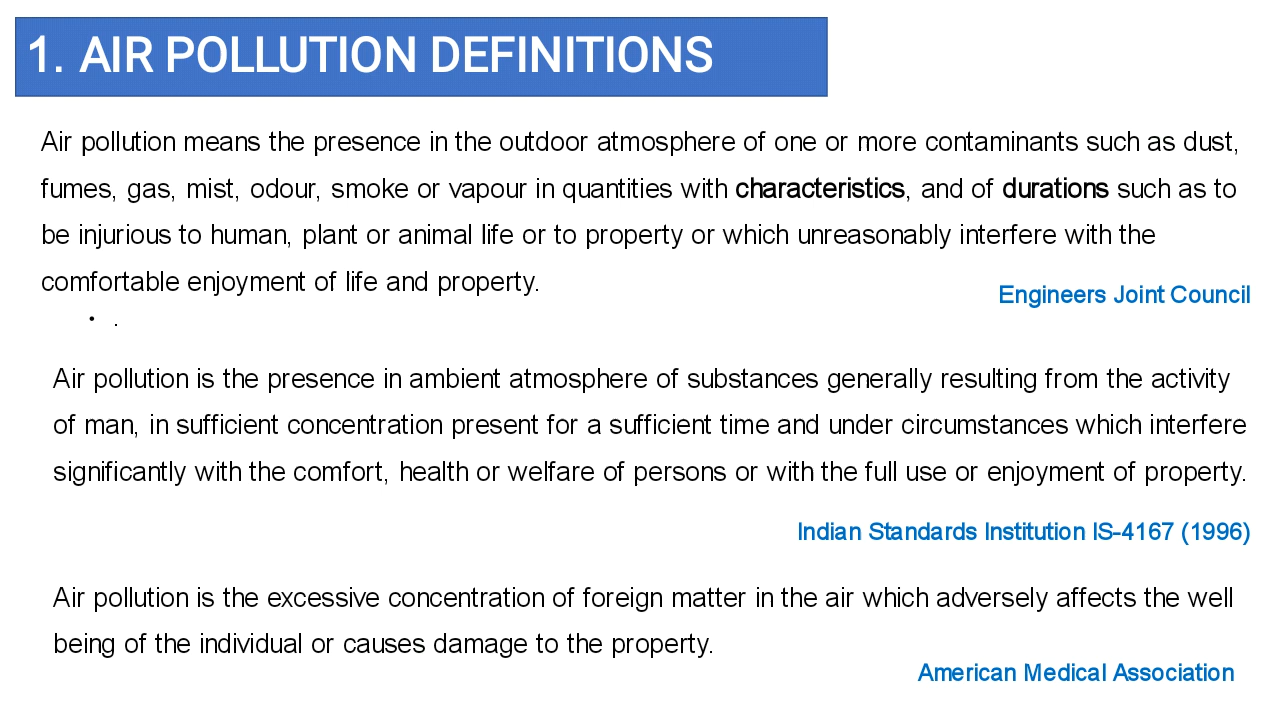 1. AIR POLLUTION DEFINITIONS
Air pollution means the presence in the outdoor atmosphere of one or more contaminants such as dust,
fumes, gas, mist, odour, smoke or vapour in quantities with characteristics, and of durations such as to
be injurious to human, plant or animal life or to property or which unreasonably interfere with the
comfortable enjoyment of life and property.
Engineers Joint Council
• .
Air pollution is the presence in ambient atmosphere of substances generally resulting from the activity
of man, in sufficient concentration present for a sufficient time and under circumstances which interfere
significantly with the comfort, health or welfare of persons or with the full use or enjoyment of property.
Indian Standards Institution IS-4167 (1996)
Air pollution is the excessive concentration of foreign matter in the air which adversely affects the well
being of the individual or causes damage to the property.
American Medical Association